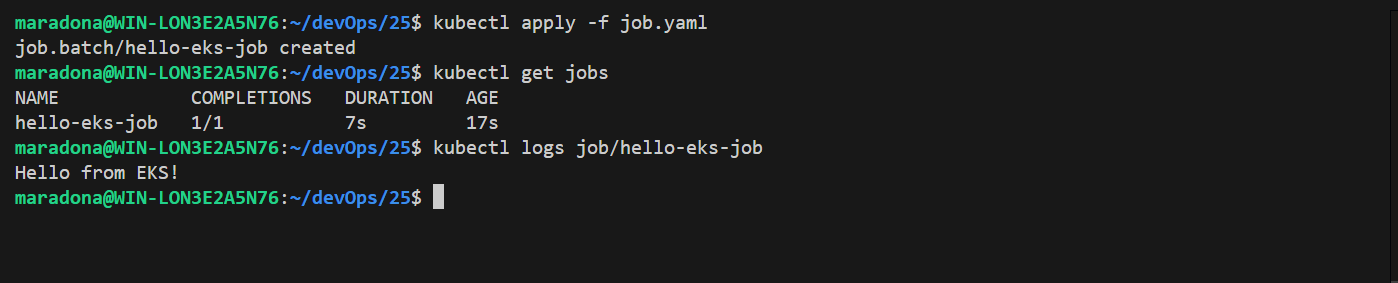 maradona@WIN-LON3E2A5N76:~/devOps/25$ kubectl apply -f job.yaml
job.batch/hello-eks-job created
maradona@WIN-LON3E2A5N76:~/devOps/25$ kubectl get jobs
NAME            COMPLETIONS   DURATION   AGE
hello-eks-job   1/1           7s         17s
maradona@WIN-LON3E2A5N76:~/devOps/25$ kubectl logs job/hello-eks-job
Hello from EKS!
maradona@WIN-LON3E2A5N76:~/devOps/25$